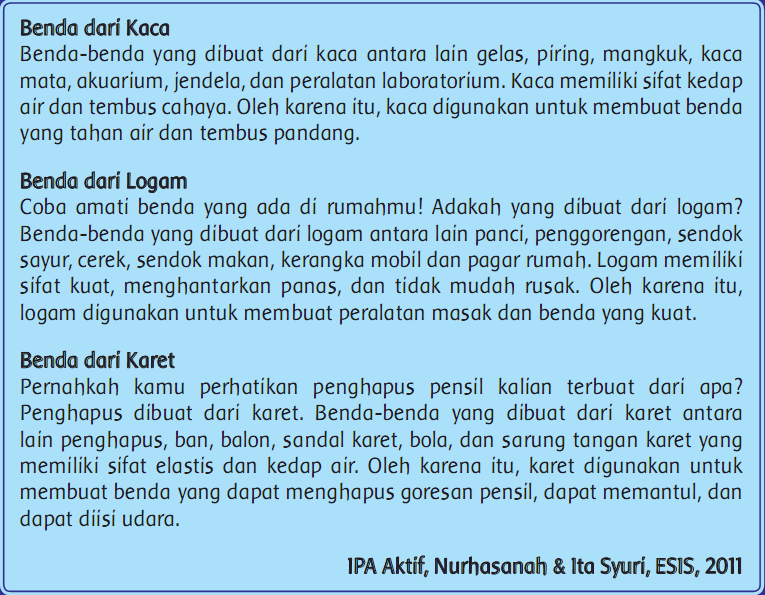 Benda dari Kaca
Benda-benda yang dibuat dari kaca antara lain gelas, piring, mangkuk, kaca
mata, akuarium, jendela, dan peralatan laboratorium. Kaca memiliki sifat kedap
air dan tembus cahaya. Oleh karena itu, kaca digunakan untuk membuat benda
yang tahan air dan tembus pandang.
Benda dari Logam
Coba amati benda yang ada di rumahmu! Adakah yang dibuat dari logam?
Benda-benda yang dibuat dari logam antara lain panci, penggorengan, sendok
sayur, cerek, sendok makan, kerangka mobil dan pagar rumah. Logam memiliki
sifat kuat, menghantarkan panas, dan tidak mudah rusak. Oleh karena itu,
logam digunakan untuk membuat peralatan masak dan benda yang kuat.
Benda dari Karet
Pernahkah kamu perhatikan penghapus pensil kalian terbuat dari apa?
Penghapus dibuat dari karet. Benda-benda yang dibuat dari karet antara
lain penghapus, ban, balon, sandal karet, bola, dan sarung tangan karet yang
memiliki sifat elastis dan kedap air. Oleh karena itu, karet digunakan untuk
membuat benda yang dapat menghapus goresan pensil, dapat memantul, dan
dapat diisi udara.
IPA Aktif, Nurhasanah & Ita Syuri, ESIS, 2011